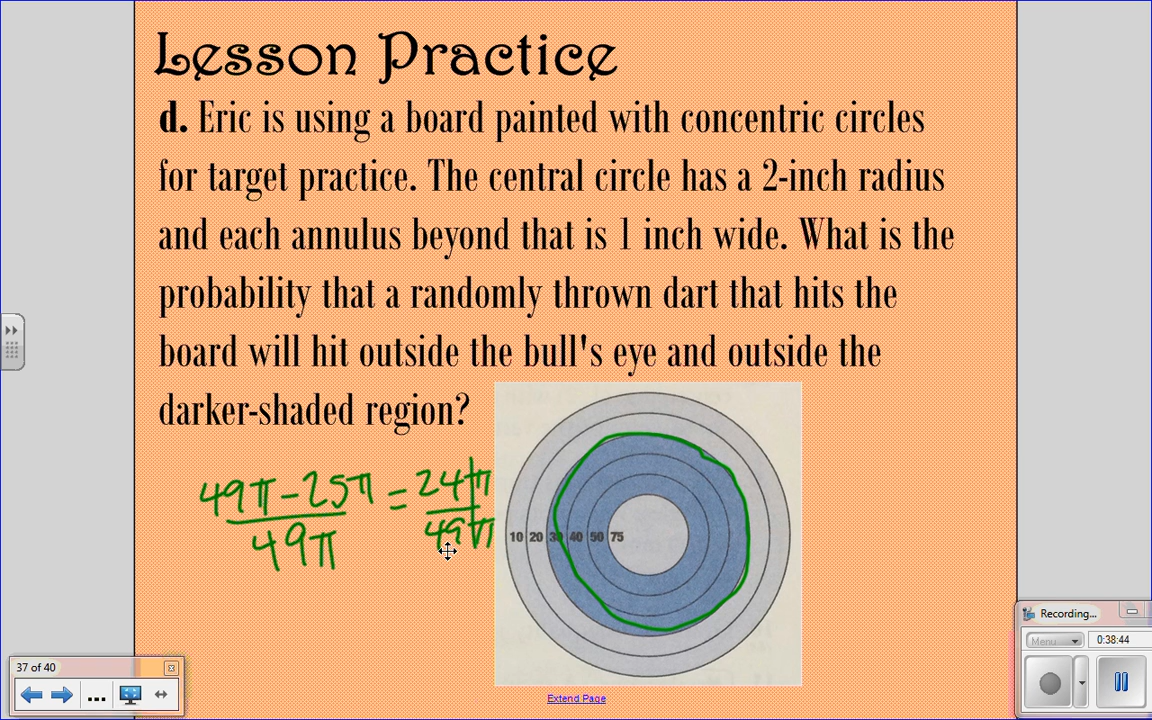 Lesson Practice
d. Eric is using a board painted with concentric circles
for target practice. The central circle has a 2-inch radius
and each annulus beyond that is 1 inch wide. What is the
probability that a randomly thrown dart that hits the
board will hit outside the bull's eye and outside the
darker-shaded region?
49π-25π = 24π
49π 49π
10 20 30 40 50 75
Extend Page
37 of 40
...
Recording...
Menu
0:38:44